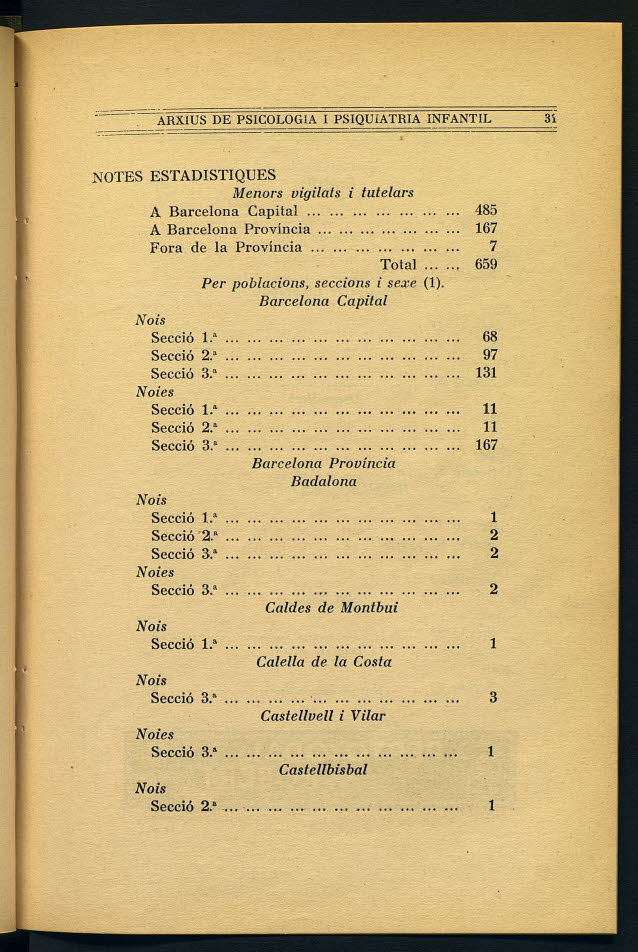 ARXIUS DE PSICOLOGIA I PSIQUIATRIA INFANTIL 31
NOTES ESTADISTIQUES
Menors vigilats i tutelars
A Barcelona Capital ... ... ... ... ... ... ... 485
A Barcelona Província ... ... ... ... ... ... ... 167
Fora de la Província ... ... ... ... ... ... ... 7
Total ... ... 659
Per poblacions, seccions i sexe (1).
Barcelona Capital
Nois
Secció 1.ª ... ... ... ... ... ... ... ... ... ... ... 68
Secció 2.ª ... ... ... ... ... ... ... ... ... ... ... 97
Secció 3.ª ... ... ... ... ... ... ... ... ... ... ... 131
Noies
Secció 1.ª ... ... ... ... ... ... ... ... ... ... ... 11
Secció 2.ª ... ... ... ... ... ... ... ... ... ... ... 11
Secció 3.ª ... ... ... ... ... ... ... ... ... ... ... 167
Barcelona Província
Badalona
Nois
Secció 1.ª ... ... ... ... ... ... ... ... ... ... ... 1
Secció 2.ª ... ... ... ... ... ... ... ... ... ... ... 2
Secció 3.ª ... ... ... ... ... ... ... ... ... ... ... 2
Noies
Secció 3.ª ... ... ... ... ... ... ... ... ... ... ... 2
Caldes de Montbui
Nois
Secció 1.ª ... ... ... ... ... ... ... ... ... ... ... 1
Calella de la Costa
Nois
Secció 3.ª ... ... ... ... ... ... ... ... ... ... ... 3
Castellvell i Vilar
Noies
Secció 3.ª ... ... ... ... ... ... ... ... ... ... ... 1
Castellbisbal
Nois
Secció 2.ª ... ... ... ... ... ... ... ... ... ... ... 1